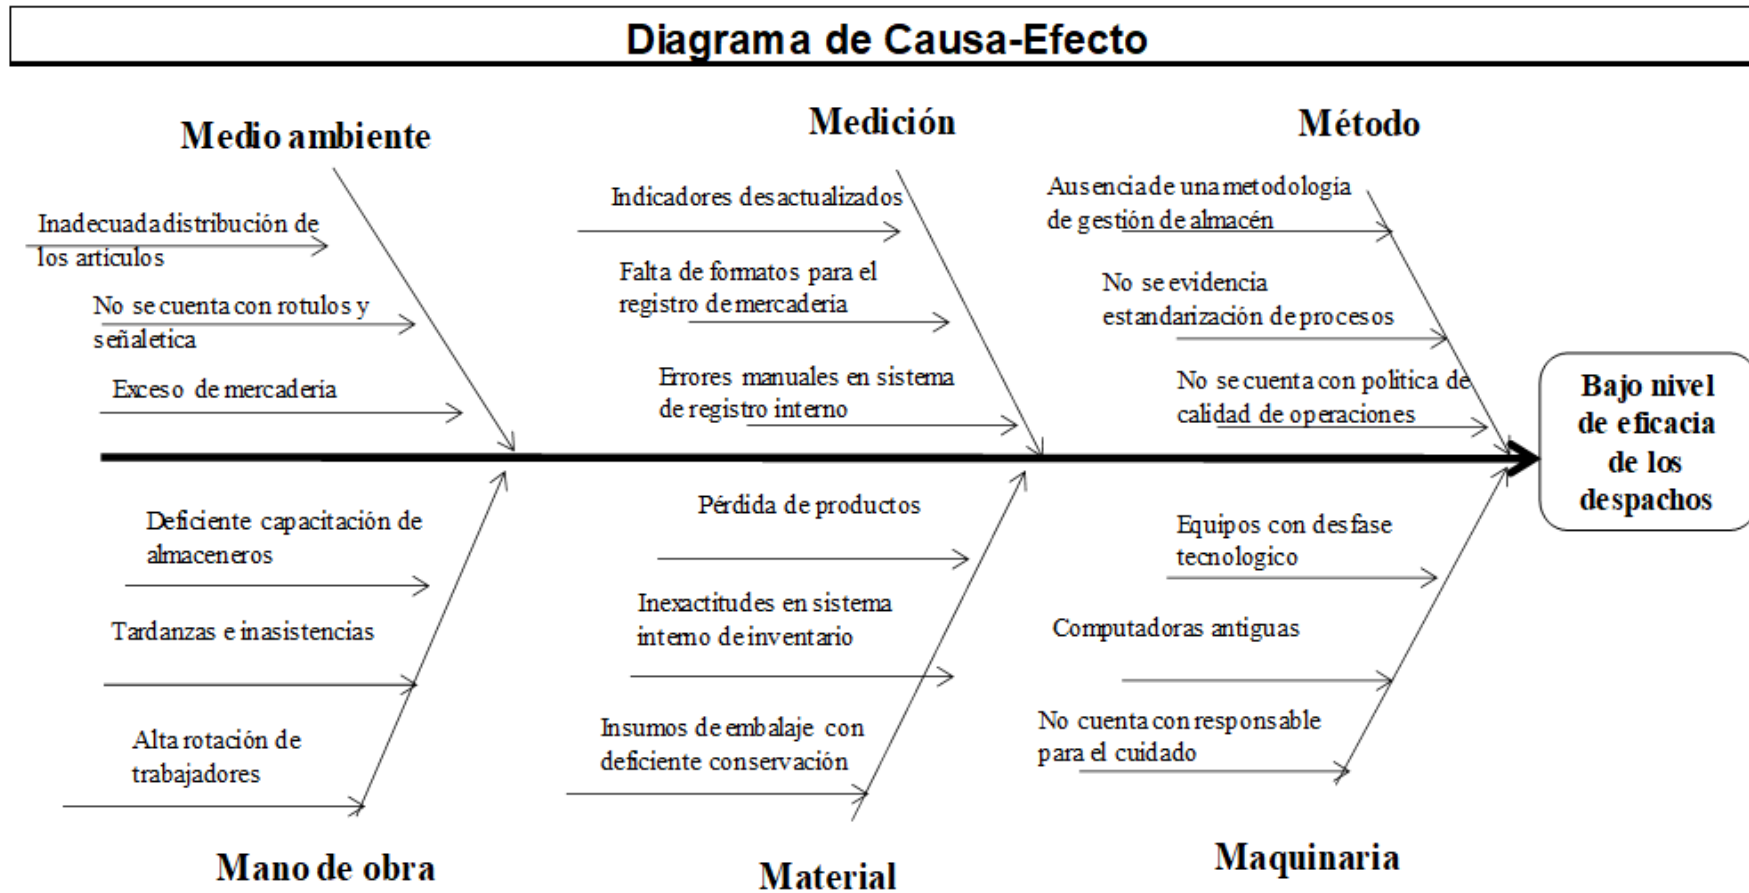 Diagrama de Causa-Efecto
Medio ambiente
Inadecuada distribución de
los artículos
No se cuenta con rotulos y
señaletica
Exceso de mercadería
Medición
Indicadores desactualizados
Falta de formatos para el
registro de mercadería
Errores manuales en sistema
de registro interno
Método
Ausencia de una metodología
de gestión de almacén
No se evidencia
estandarización de procesos
No se cuenta con política de
calidad de operaciones
Bajo nivel
de eficacia
de los
despachos
Deficiente capacitación de
almaceneros
Tardanzas e inasistencias
Alta rotación de
trabajadores
Mano de obra
Pérdida de productos
Inexactitudes en sistema
interno de inventario
Insumos de embalaje con
deficiente conservación
Material
Equipos con desfase
tecnologico
Computadoras antiguas
No cuenta con responsable
para el cuidado
Maquinaria